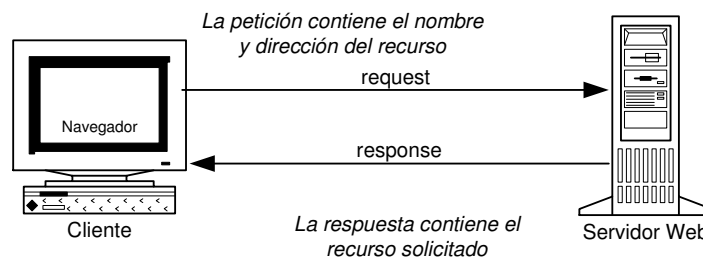 La petición contiene el nombre
y dirección del recurso
request
Navegador
response
Cliente
La respuesta contiene el
recurso solicitado
Servidor Web